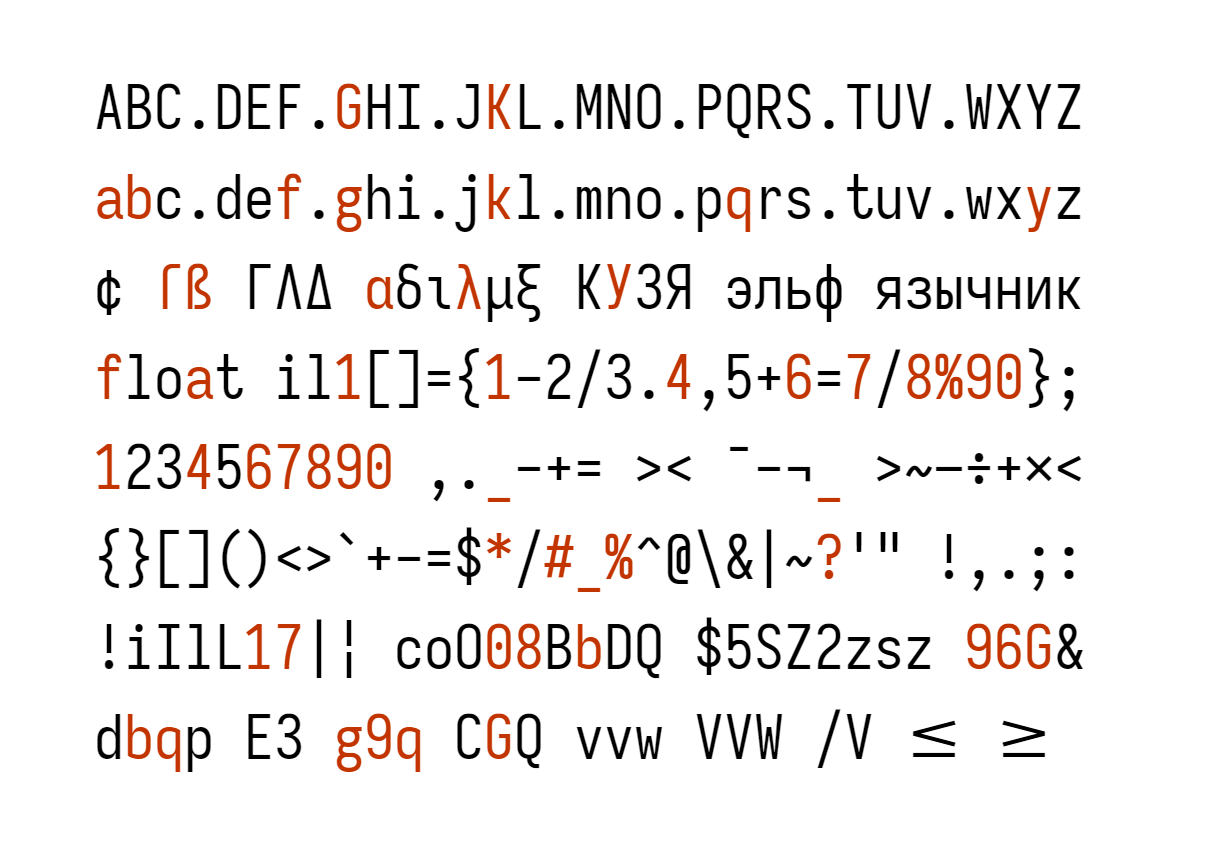 ABC.DEF.GHI.JKL.MNO.PQRS.TUV.WXYZ
abc.def.ghi.jkl.mno.pqrs.tuv.wxyz
¢ ſß ΓΛΔ αδιλμξ КУЗЯ эльф язычник
float il1[]={1-2/3.4,5+6=7/8%90};
1234567890 ,._-+= >< ¯-¬_ >~–÷+×<
{}[]()<>`+-=$*/#_%^@\&|~?'" !,.;:
!iIlL17|¦ coO08BbDQ $5SZ2zsz 96G&
dbqp E3 g9q CGQ vvw VVW /V ≤ ≥